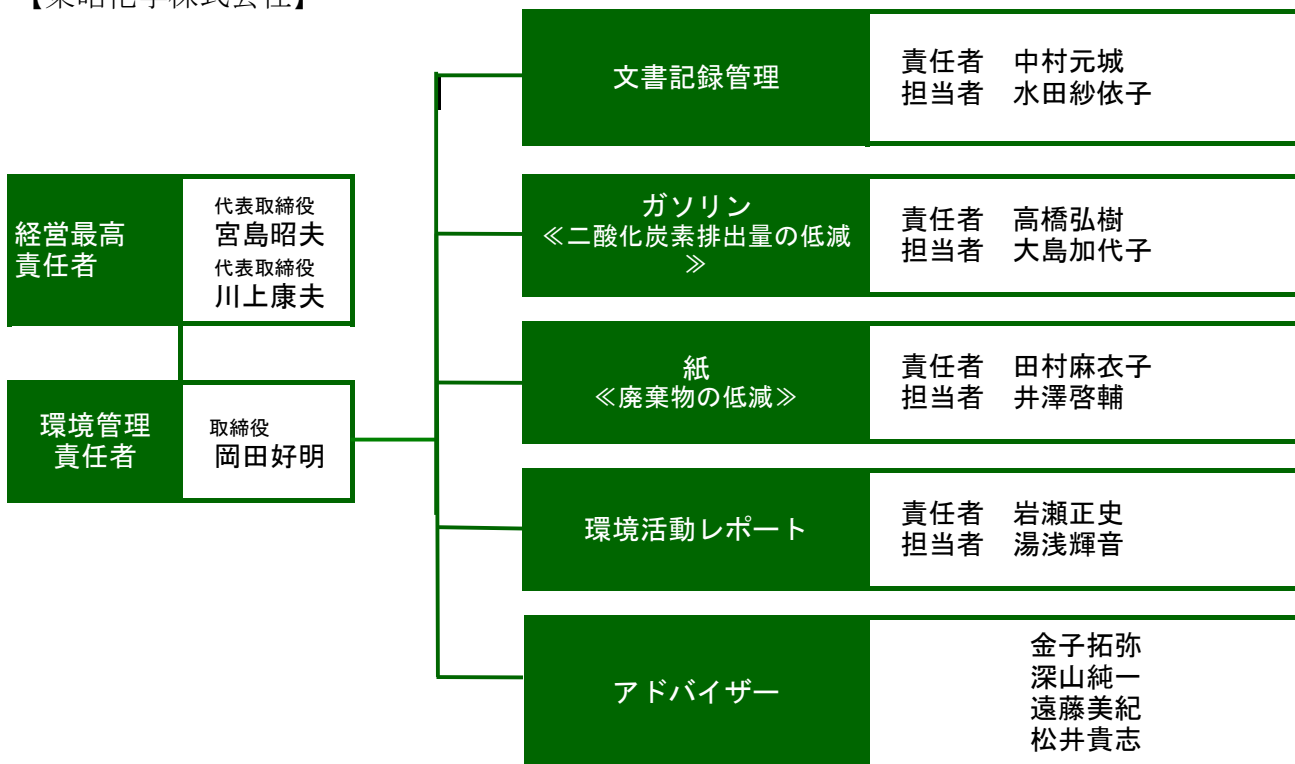 化学株式会社】
経営最高
責任者
代表取締役
宮島昭夫
代表取締役
川上康夫
環境管理
責任者
取締役
岡田好明
文書記録管理
責任者　中村元城
担当者　水田紗依子
ガソリン
≪二酸化炭素排出量の低減
≫
責任者　高橋弘樹
担当者　大島加代子
紙
≪廃棄物の低減≫
責任者　田村麻衣子
担当者　井澤啓輔
環境活動レポート
責任者　岩瀬正史
担当者　湯浅輝音
アドバイザー
金子拓弥
深山純一
遠藤美紀
松井貴志